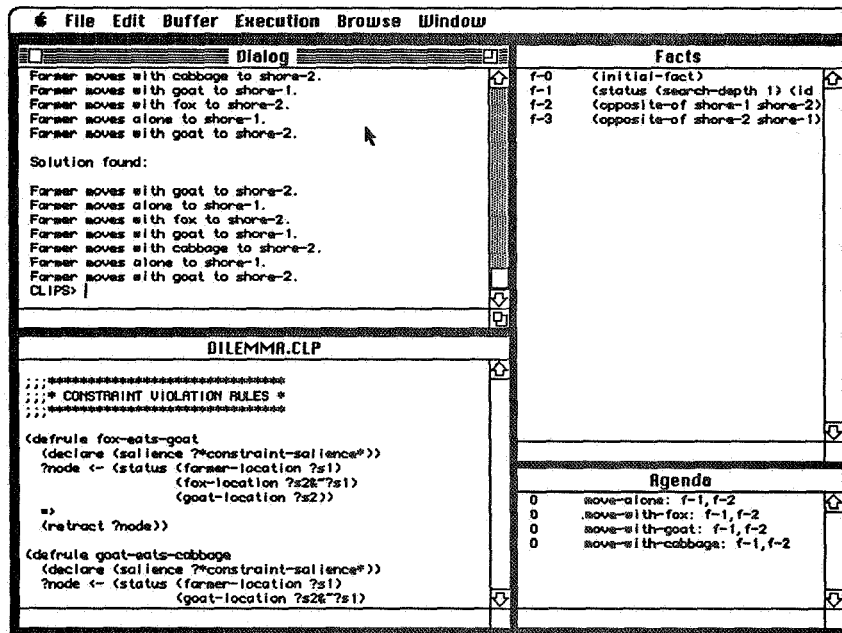 File Edit Buffer Execution Browse Window
Dialog
Farmer moves with cabbage to shore-2.
Farmer moves with goat to shore-1.
Farmer moves with fox to shore-2.
Farmer moves alone to shore-1.
Farmer moves with goat to shore-2.
Solution found:
Farmer moves with goat to shore-2.
Farmer moves alone to shore-1.
Farmer moves with fox to shore-2.
Farmer moves with goat to shore-1.
Farmer moves with cabbage to shore-2.
Farmer moves alone to shore-1.
Farmer moves with goat to shore-2.
CLIPS>
DILEMMA.CLP
;;;******************************
;;;* CONSTRAINT VIOLATION RULES *
;;;******************************
(defrule fox-eats-goat
(declare (salience ?*constraint-salience*))
?node <- (status (farmer-location ?s1)
(fox-location ?s2&~?s1)
(goat-location ?s2))
=>
(retract ?node))
(defrule goat-eats-cabbage
(declare (salience ?*constraint-salience*))
?node <- (status (farmer-location ?s1)
(goat-location ?s2&~?s1)
Facts
f-0 (initial-fact)
f-1 (status (search-depth 1) (id
f-2 (opposite-of shore-1 shore-2)
f-3 (opposite-of shore-2 shore-1)
Agenda
0 move-alone: f-1,f-2
0 move-with-fox: f-1,f-2
0 move-with-goat: f-1,f-2
0 move-with-cabbage: f-1,f-2